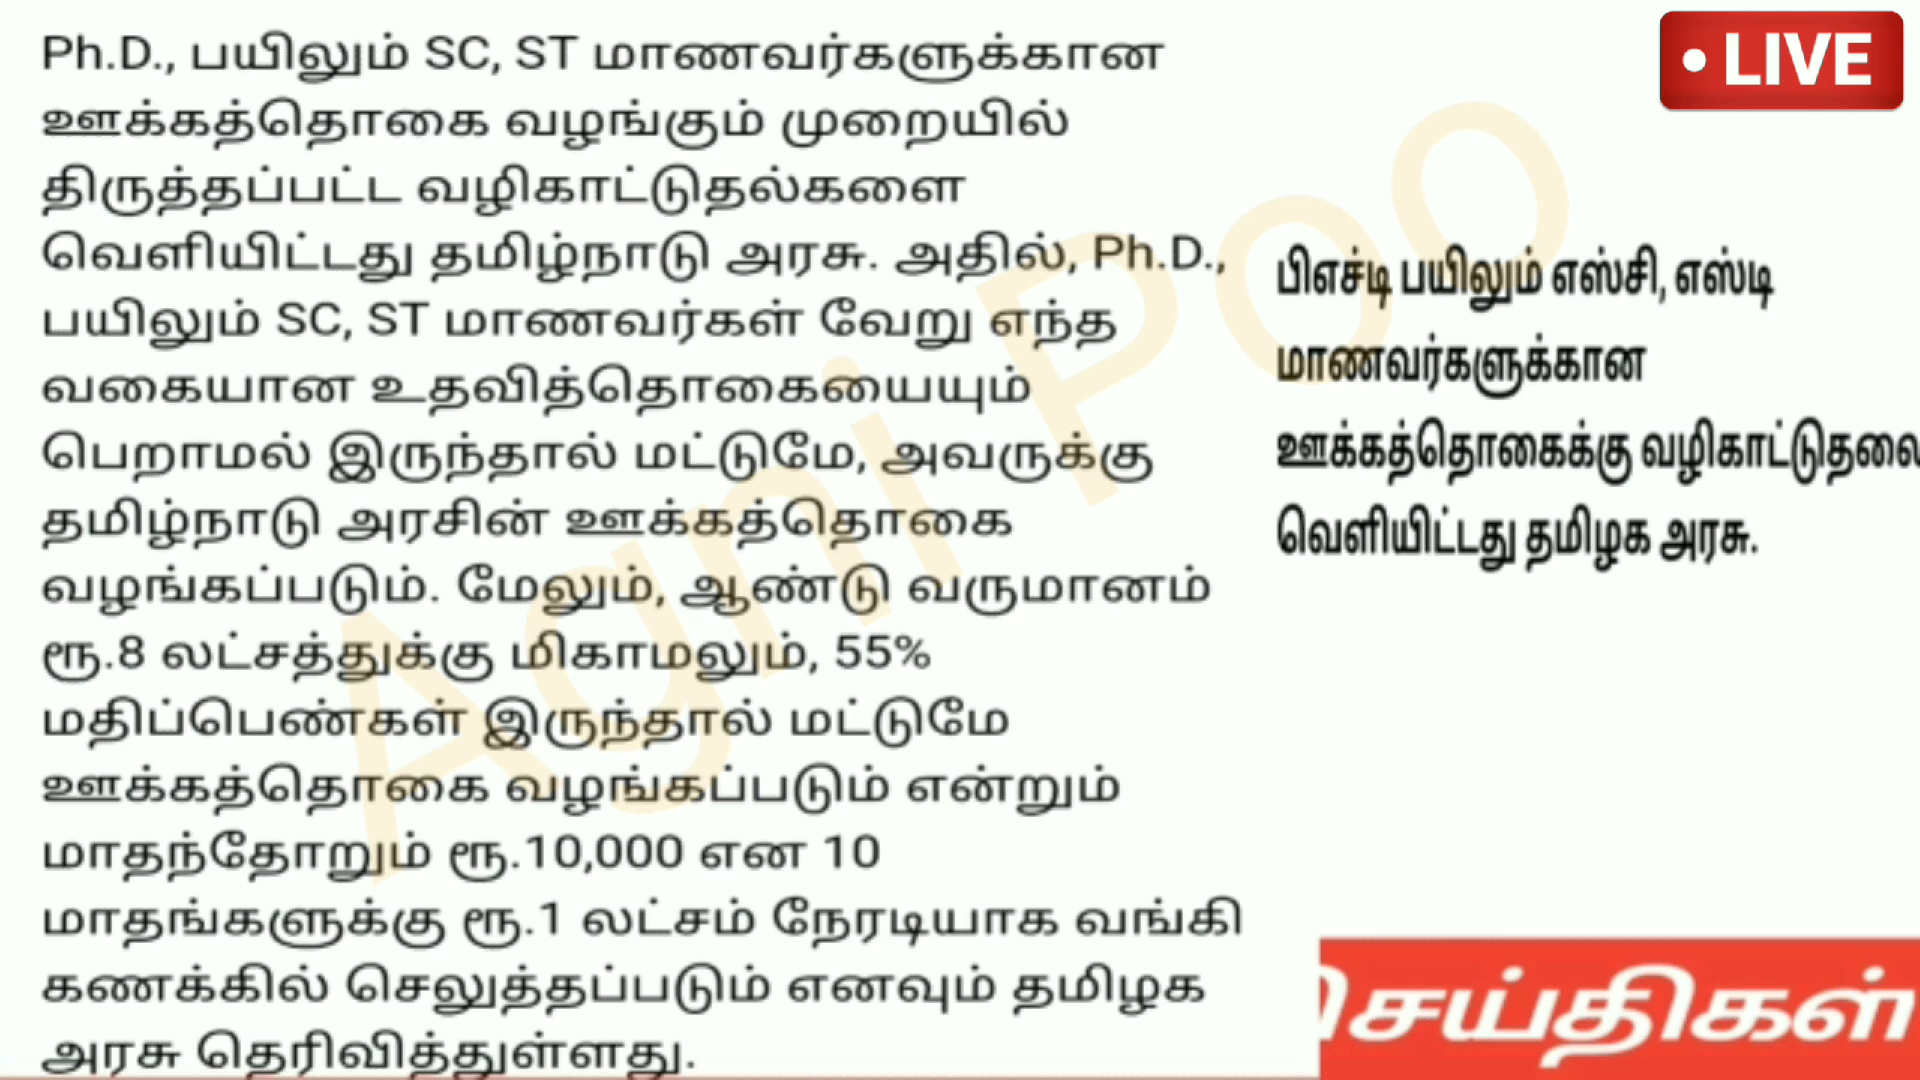 Ph.D., பயிலும் SC, ST மாணவர்களுக்கான
ஊக்கத்தொகை வழங்கும் முறையில்
திருத்தப்பட்ட வழிகாட்டுதல்களை
வெளியிட்டது தமிழ்நாடு அரசு. அதில், Ph.D.,
பயிலும் SC, ST மாணவர்கள் வேறு எந்த
வகையான உதவித்தொகையையும்
பெறாமல் இருந்தால் மட்டுமே, அவருக்கு
தமிழ்நாடு அரசின் ஊக்கத்தொகை
வழங்கப்படும். மேலும், ஆண்டு வருமானம்
ரூ.8 லட்சத்துக்கு மிகாமலும், 55%
மதிப்பெண்கள் இருந்தால் மட்டுமே
ஊக்கத்தொகை வழங்கப்படும் என்றும்
மாதந்தோறும் ரூ.10,000 என 10
மாதங்களுக்கு ரூ.1 லட்சம் நேரடியாக வங்கி
கணக்கில் செலுத்தப்படும் எனவும் தமிழக
அரசு தெரிவித்துள்ளது.
• LIVE
பிஎச்டி பயிலும் எஸ்சி, எஸ்டி
மாணவர்களுக்கான
ஊக்கத்தொகைக்கு வழிகாட்டுதலை
வெளியிட்டது தமிழக அரசு.
செய்திகள்
Agni Poo